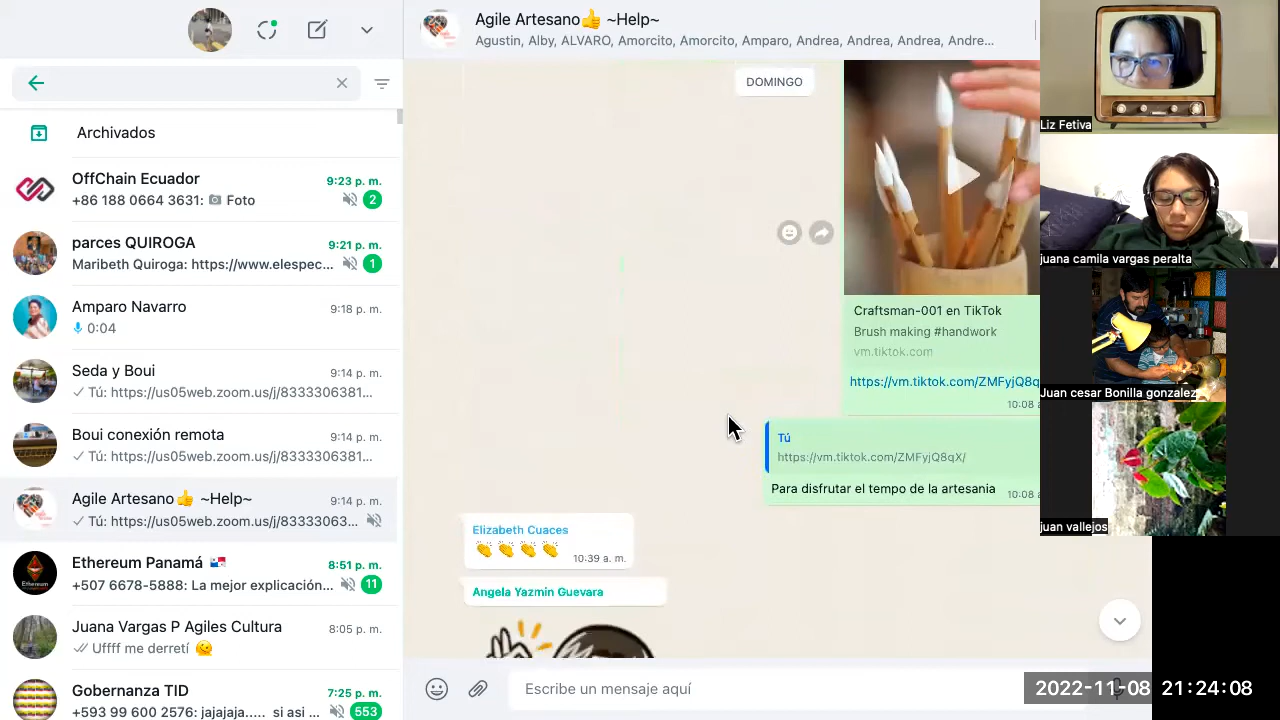 Archivados
OffChain Ecuador
9:23 p. m.
+86 188 0664 3631: Foto
2
parces QUIROGA
9:21 p. m.
Maribeth Quiroga: https://www.elespec...
1
Amparo Navarro
9:18 p. m.
0:04
Seda y Boui
9:14 p. m.
Tú: https://us05web.zoom.us/j/8333306381...
Boui conexión remota
9:14 p. m.
Tú: https://us05web.zoom.us/j/8333306381...
Agile Artesano👍 ~Help~
9:14 p. m.
Tú: https://us05web.zoom.us/j/83333063...
Ethereum Panamá 🇵🇦
8:51 p. m.
+507 6678-5888: La mejor explicación...
11
Juana Vargas P Agiles Cultura
8:05 p. m.
Uffff me derretí 🫠
Gobernanza TID
7:25 p. m.
+593 99 600 2576: jajajaja..... si asi ...
553
Agile Artesano👍 ~Help~
Agustin, Alby, ALVARO, Amorcito, Amorcito, Amparo, Andrea, Andrea, Andrea, Andre...
DOMINGO
Craftsman-001 en TikTok
Brush making #handwork
vm.tiktok.com
https://vm.tiktok.com/ZMFyjQ8q
10:08 a
Tú
https://vm.tiktok.com/ZMFyjQ8qX/
Para disfrutar el tempo de la artesania
10:08 a
Elizabeth Cuaces
👏👏👏👏
10:39 a. m.
Angela Yazmin Guevara
Escribe un mensaje aquí
Liz Fetiva
juana camila vargas peralta
Juan cesar Bonilla gonzalez
juan vallejos
2022-11-08 21:24:08